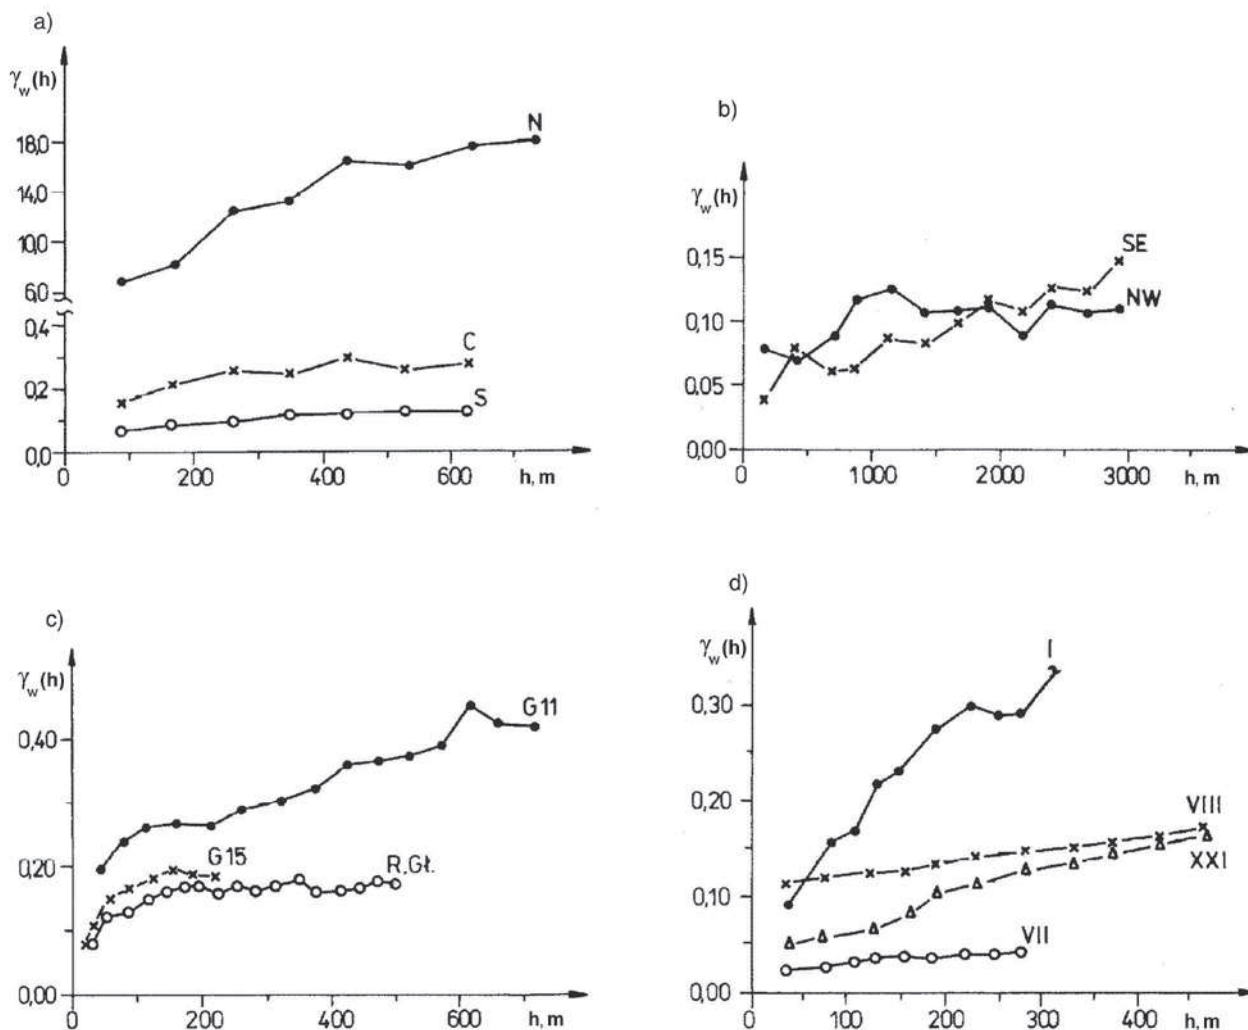 a)
γw(h)
N
18,0
14,0
10,0
6,0
0,4
C
0,2
S
0,0
0 200 400 600 h, m
b)
γw(h)
0,15
SE
NW
0,10
0,05
0,00
0 1000 2000 3000 h, m
c)
γw(h)
G11
0,40
G15
R.Gł.
0,20
0,00
0 200 400 600 h, m
d)
γw(h)
I
0,30
0,20
VIII
XXI
0,10
VII
0,00
0 100 200 300 400 h, m